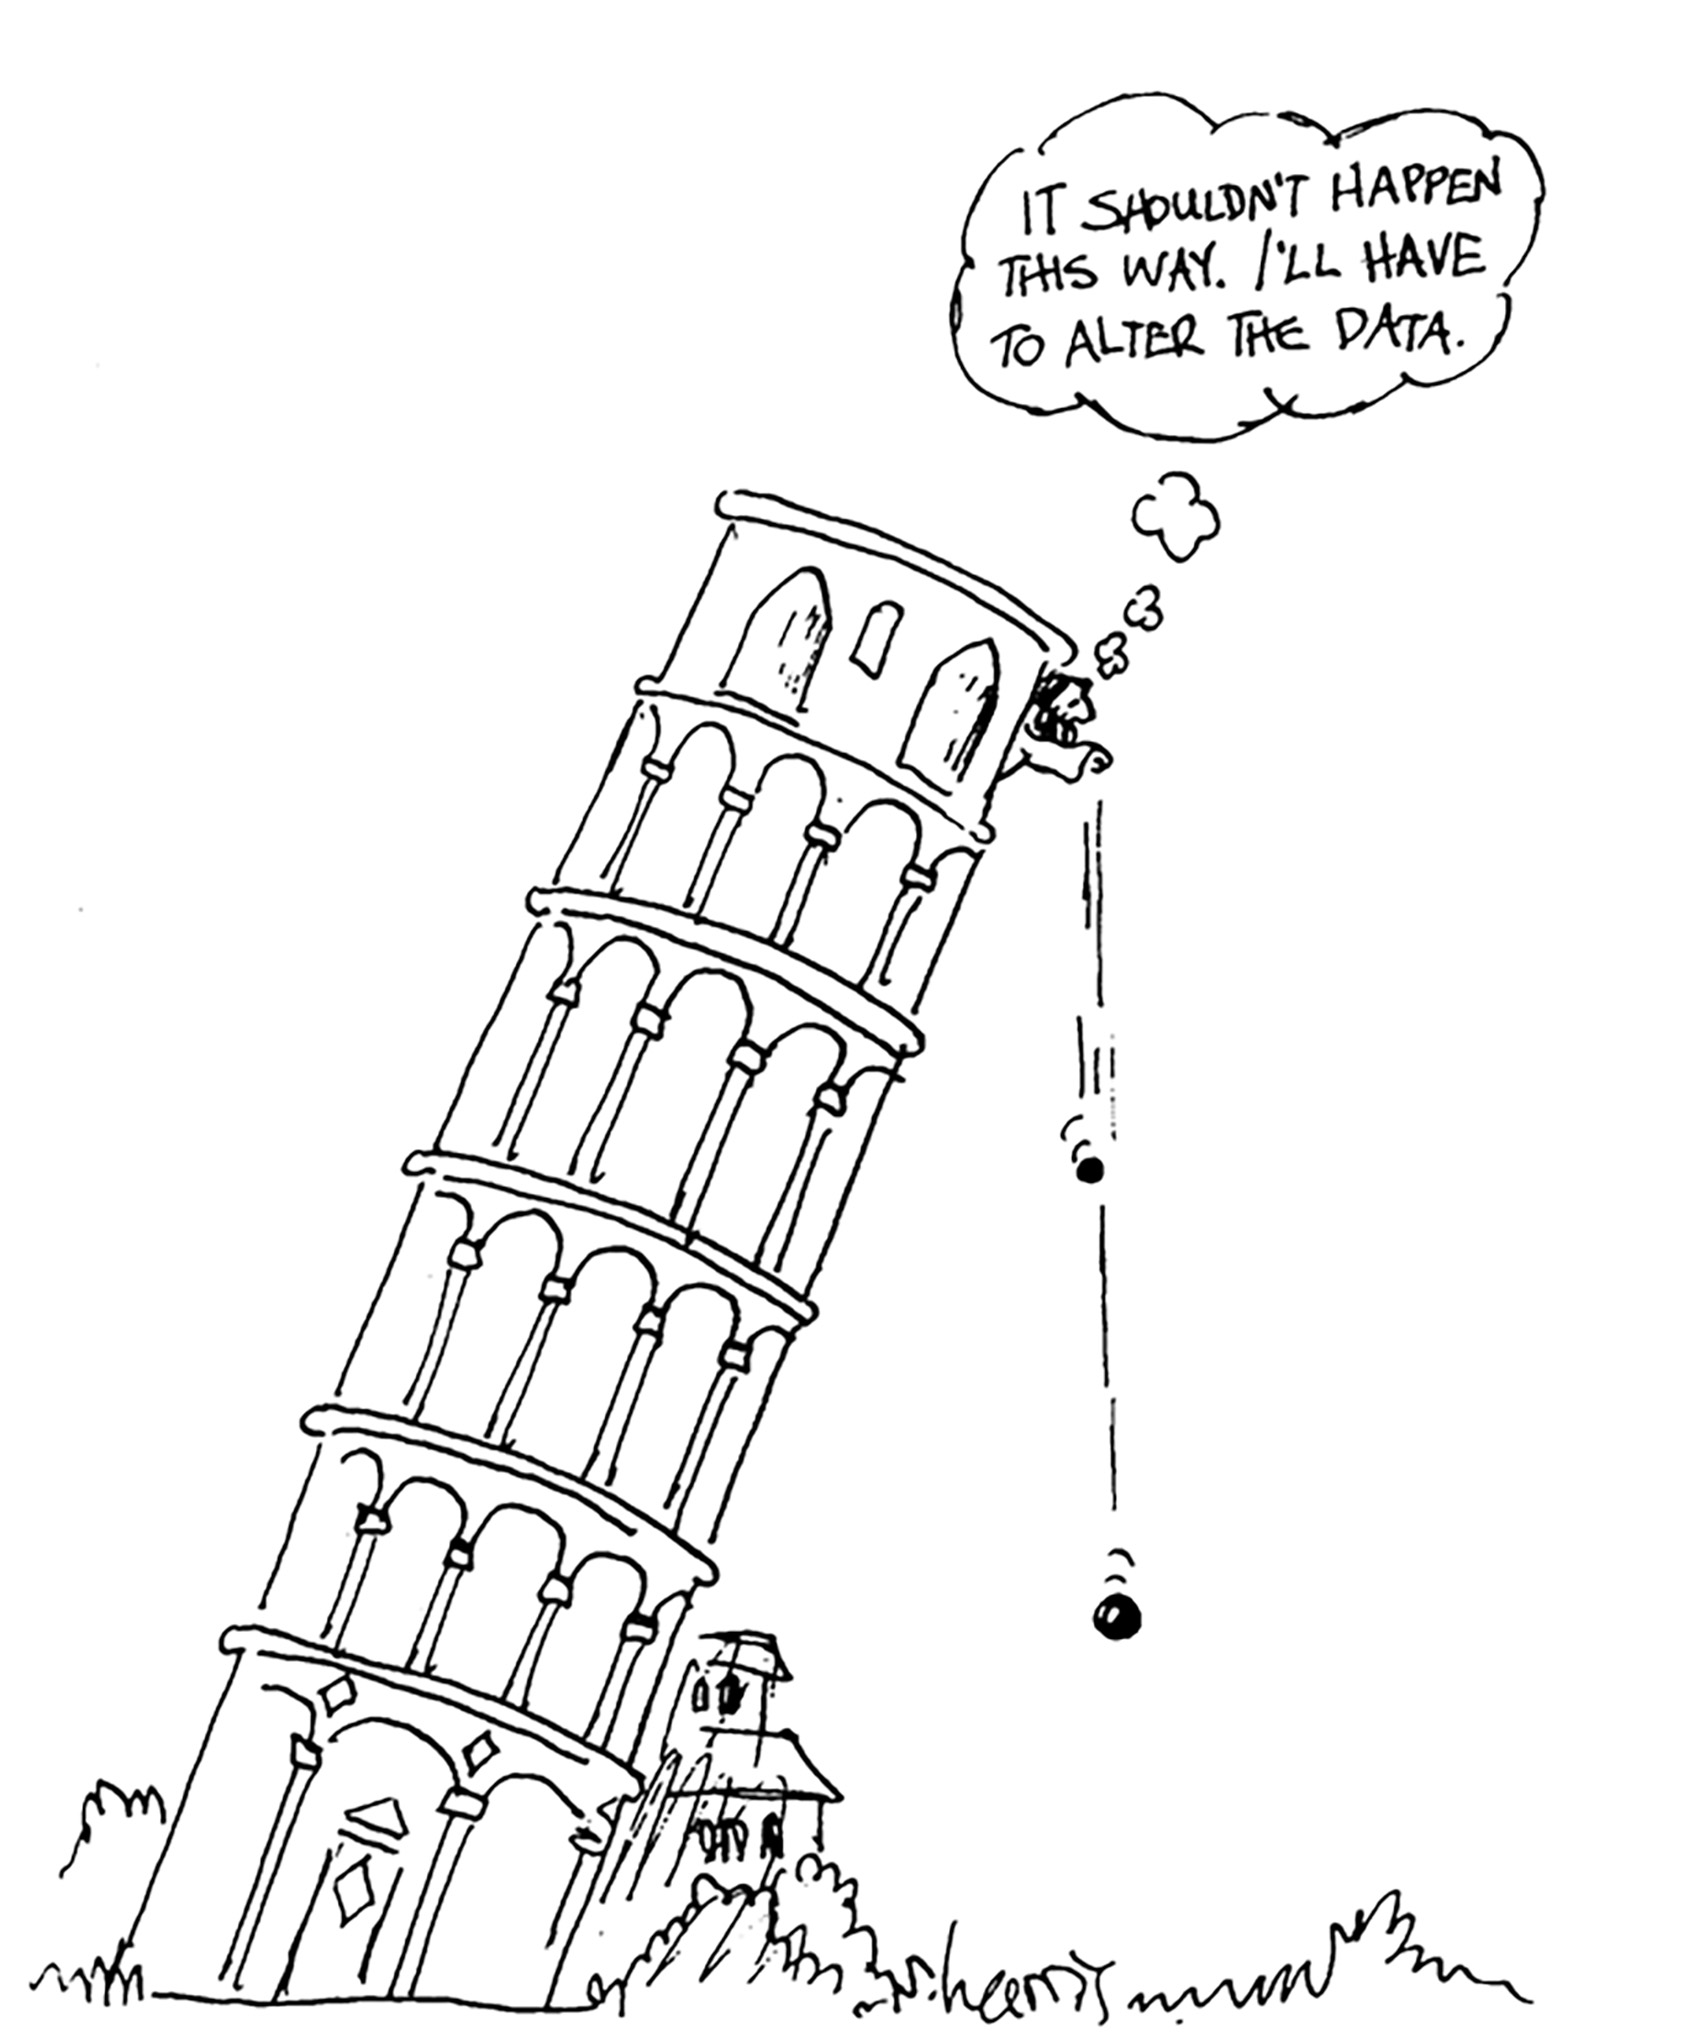 IT SHOULDN'T HAPPEN
THIS WAY. I'LL HAVE
TO ALTER THE DATA.